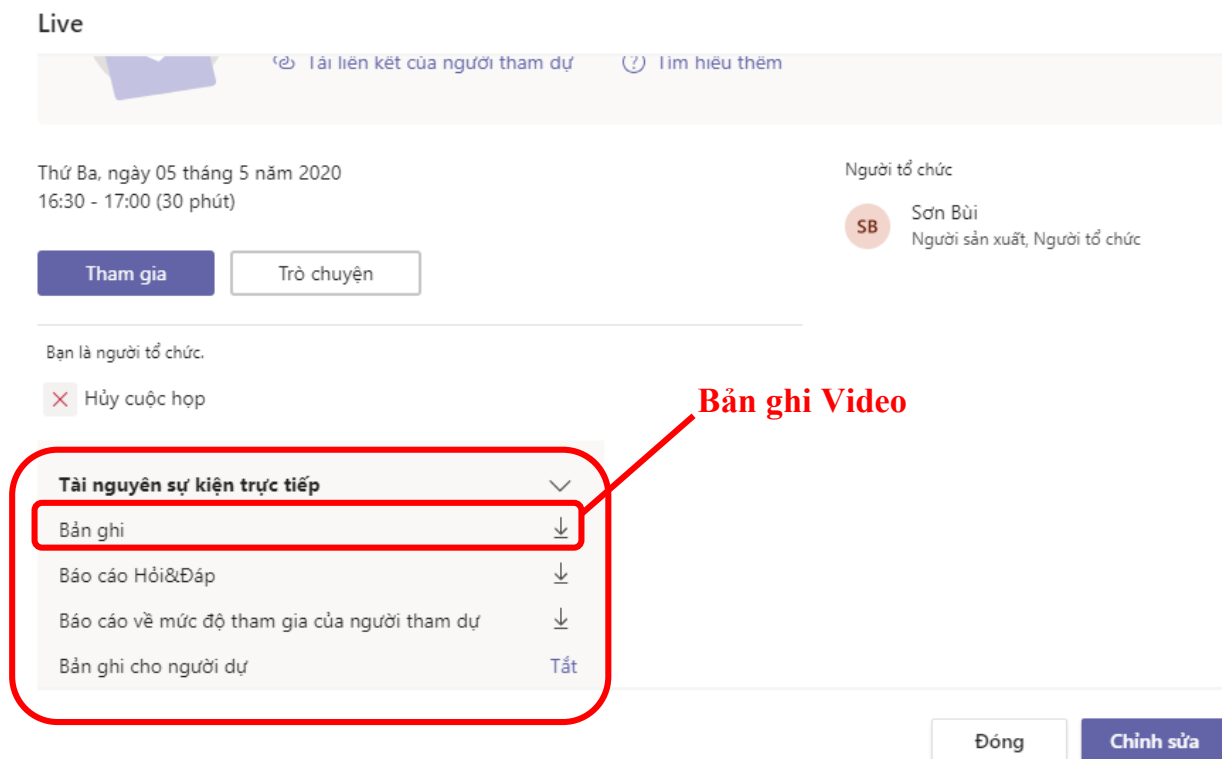 Live
Tải liên kết của người tham dự
Tìm hiểu thêm
Thứ Ba, ngày 05 tháng 5 năm 2020
16:30 - 17:00 (30 phút)
Người tổ chức
SB
Sơn Bùi
Người sản xuất, Người tổ chức
Tham gia
Trò chuyện
Bạn là người tổ chức.
Hủy cuộc họp
Bản ghi Video
Tài nguyên sự kiện trực tiếp
Bản ghi
Báo cáo Hỏi&Đáp
Báo cáo về mức độ tham gia của người tham dự
Bản ghi cho người dự
Tắt
Đóng
Chỉnh sửa